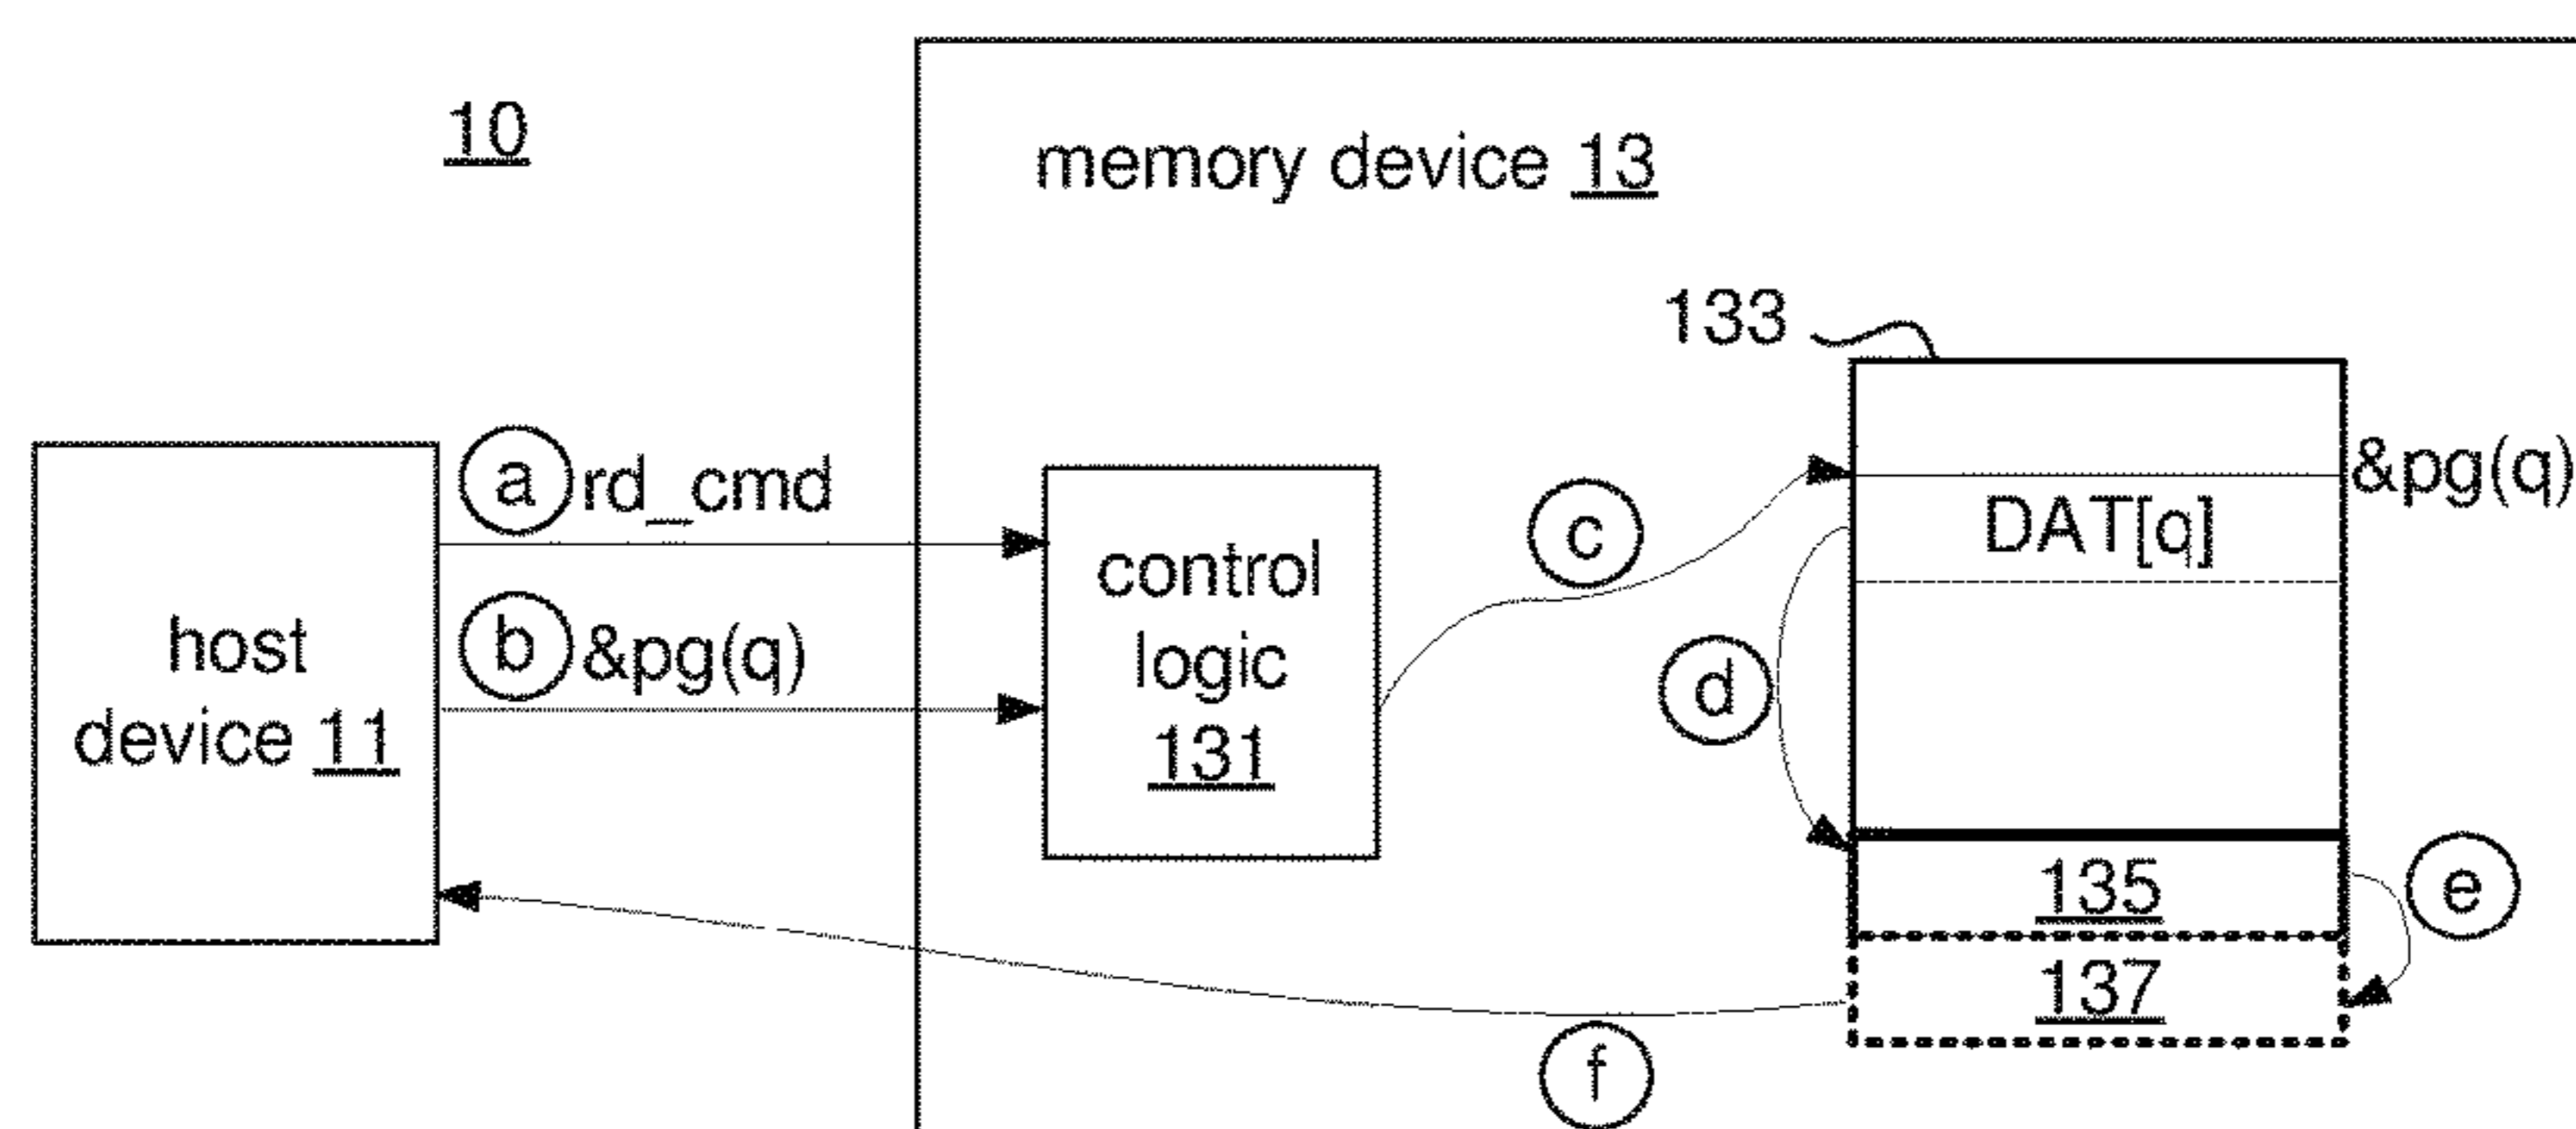 10
memory device 13
133
a rd_cmd
&pg(q)
c
DAT[q]
control
logic
131
host
device 11
b &pg(q)
d
135
e
137
f